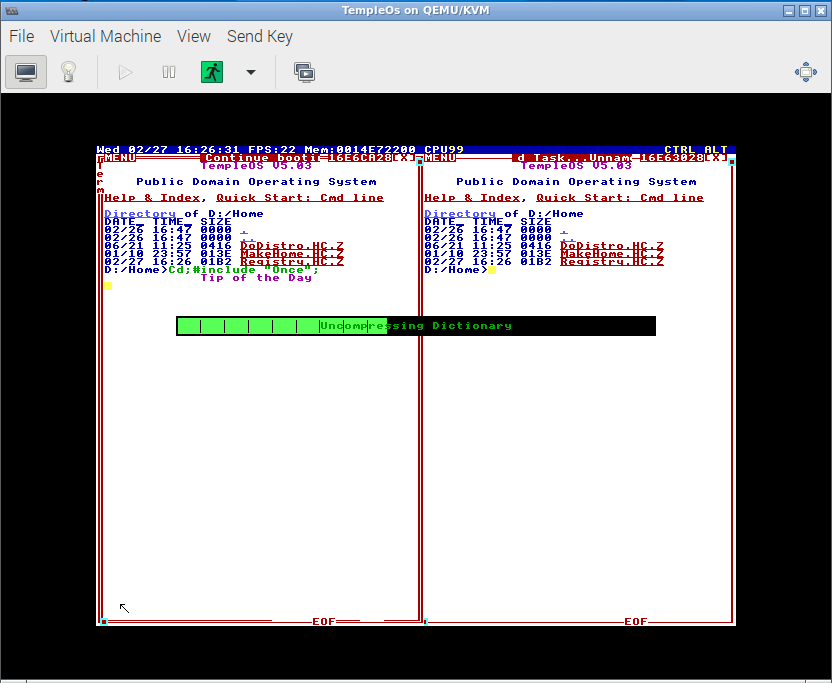 TempleOs on QEMU/KVM
File Virtual Machine View Send Key
Wed 02/27 16:26:31 FPS:22 Mem:0014E72200 CPU99 CTRL ALT
MENU Continue booti 16E6CA28[X]
Term
TempleOS V5.03
Public Domain Operating System
Help & Index, Quick Start: Cmd line
Directory of D:/Home
DATE_ TIME_ SIZE
02/26 16:47 0000 .
02/26 16:47 0000 ..
06/21 11:25 0416 DoDistro.HC.Z
01/10 23:57 013E MakeHome.HC.Z
02/27 16:26 01B2 Registry.HC.Z
D:/Home>Cd;#include "Once";
Tip of the Day
EOF
MENU d Task...Unnam 16E63028[X]
TempleOS V5.03
Public Domain Operating System
Help & Index, Quick Start: Cmd line
Directory of D:/Home
DATE_ TIME_ SIZE
02/26 16:47 0000 .
02/26 16:47 0000 ..
06/21 11:25 0416 DoDistro.HC.Z
01/10 23:57 013E MakeHome.HC.Z
02/27 16:26 01B2 Registry.HC.Z
D:/Home>
EOF
Uncompressing Dictionary